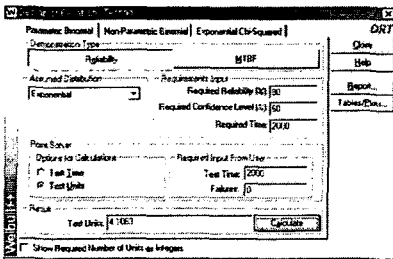 Parametric Binomial | Non-Parametric Binomial | Exponential Chi-Squared
DRT
Demonstration Type
Reliability
MTBF
Close
Help
Report...
Tables/Plots...
Assumed Distribution
Exponential
Requirements Input
Required Reliability (%):
Required Confidence Level (%): 60
Required Time: 2000
Point Solver
Options for Calculations
Test Time
Test Units
Required Input From User
Test Time: 2000
Failures: 0
Result
Test Units: 4.1063
Calculate
Show Required Number of Units as Integers
Weibull++